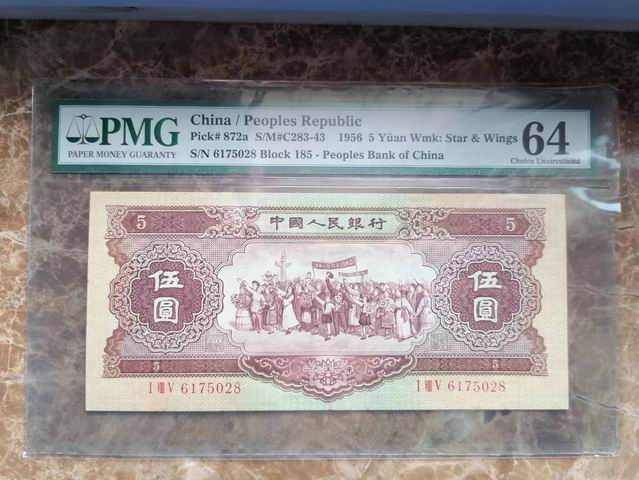 PMG
PAPER MONEY GUARANTY
China / Peoples Republic
Pick# 872a S/M#C283-43 1956 5 Yüan Wmk: Star & Wings
S/N 6175028 Block 185 - Peoples Bank of China
64
Choice Uncirculated
5 中國人民銀行 5
伍圓 伍圓
5 5
I VIII V 6175028 I VIII V 6175028